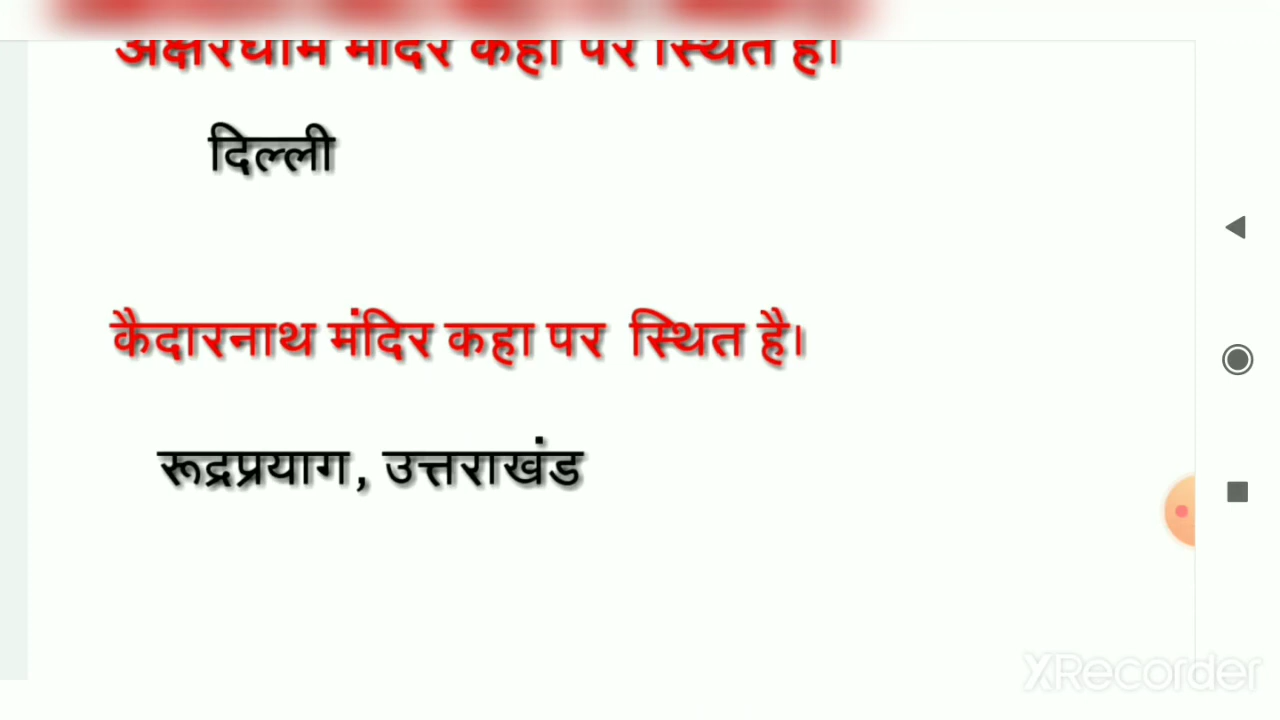 अक्षरधाम मंदिर कहा पर स्थित है।
दिल्ली
कैदारनाथ मंदिर कहा पर स्थित है।
रूद्रप्रयाग, उत्तराखंड
XRecorder